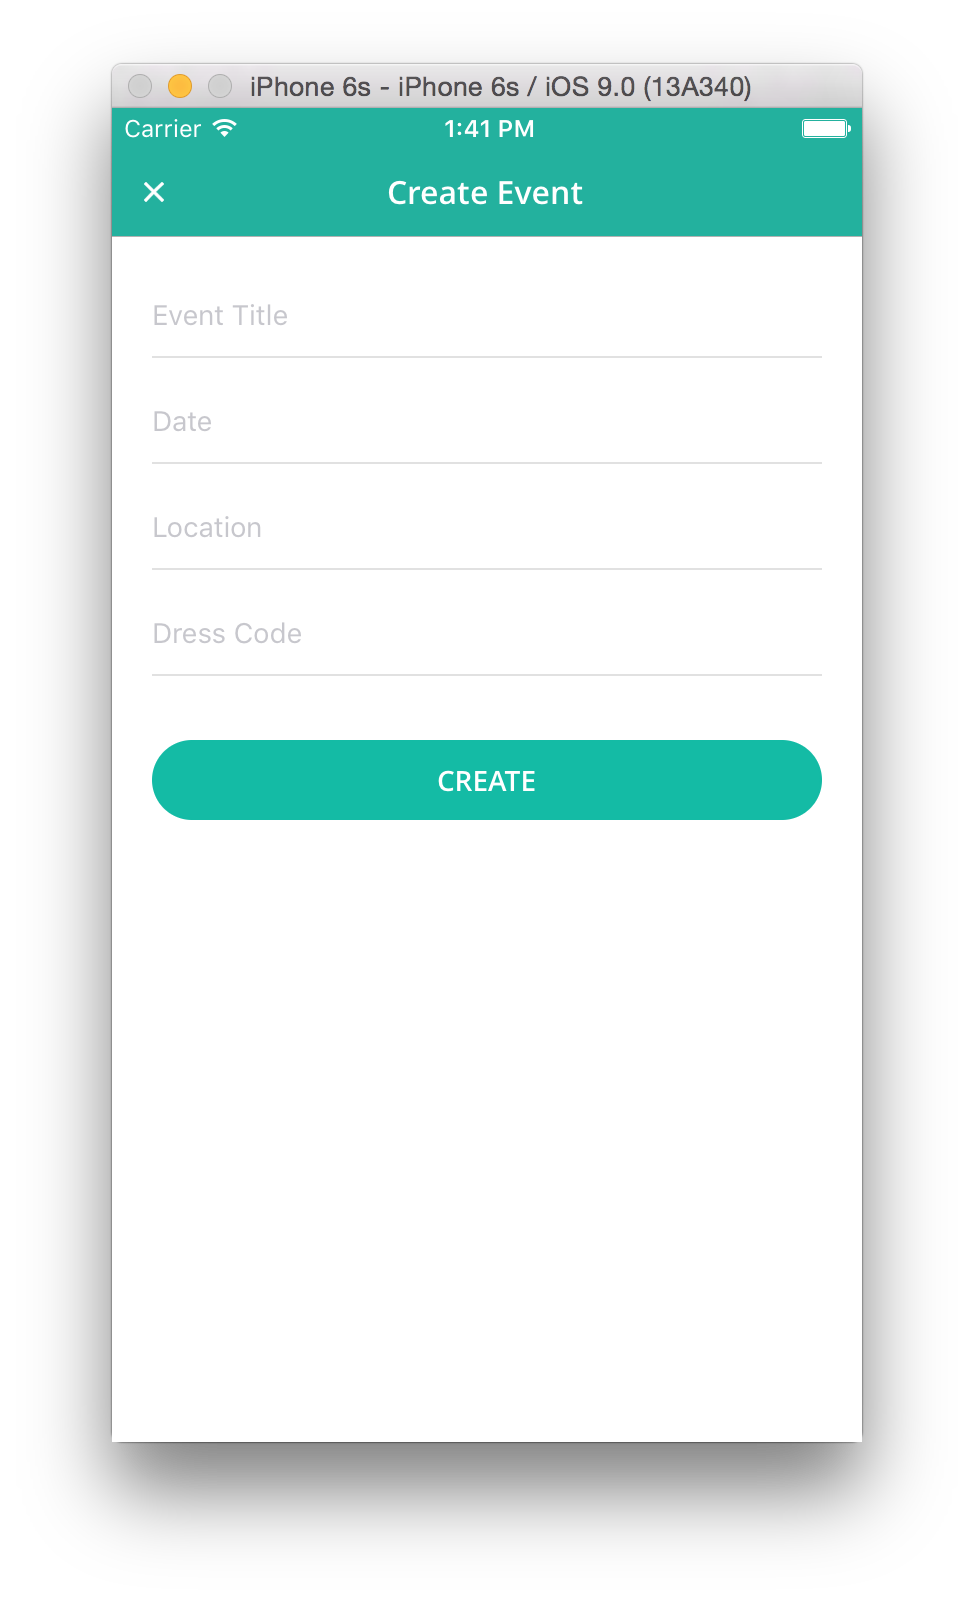 iPhone 6s - iPhone 6s / iOS 9.0 (13A340)
Carrier 1:41 PM
Create Event
Event Title
Date
Location
Dress Code
CREATE